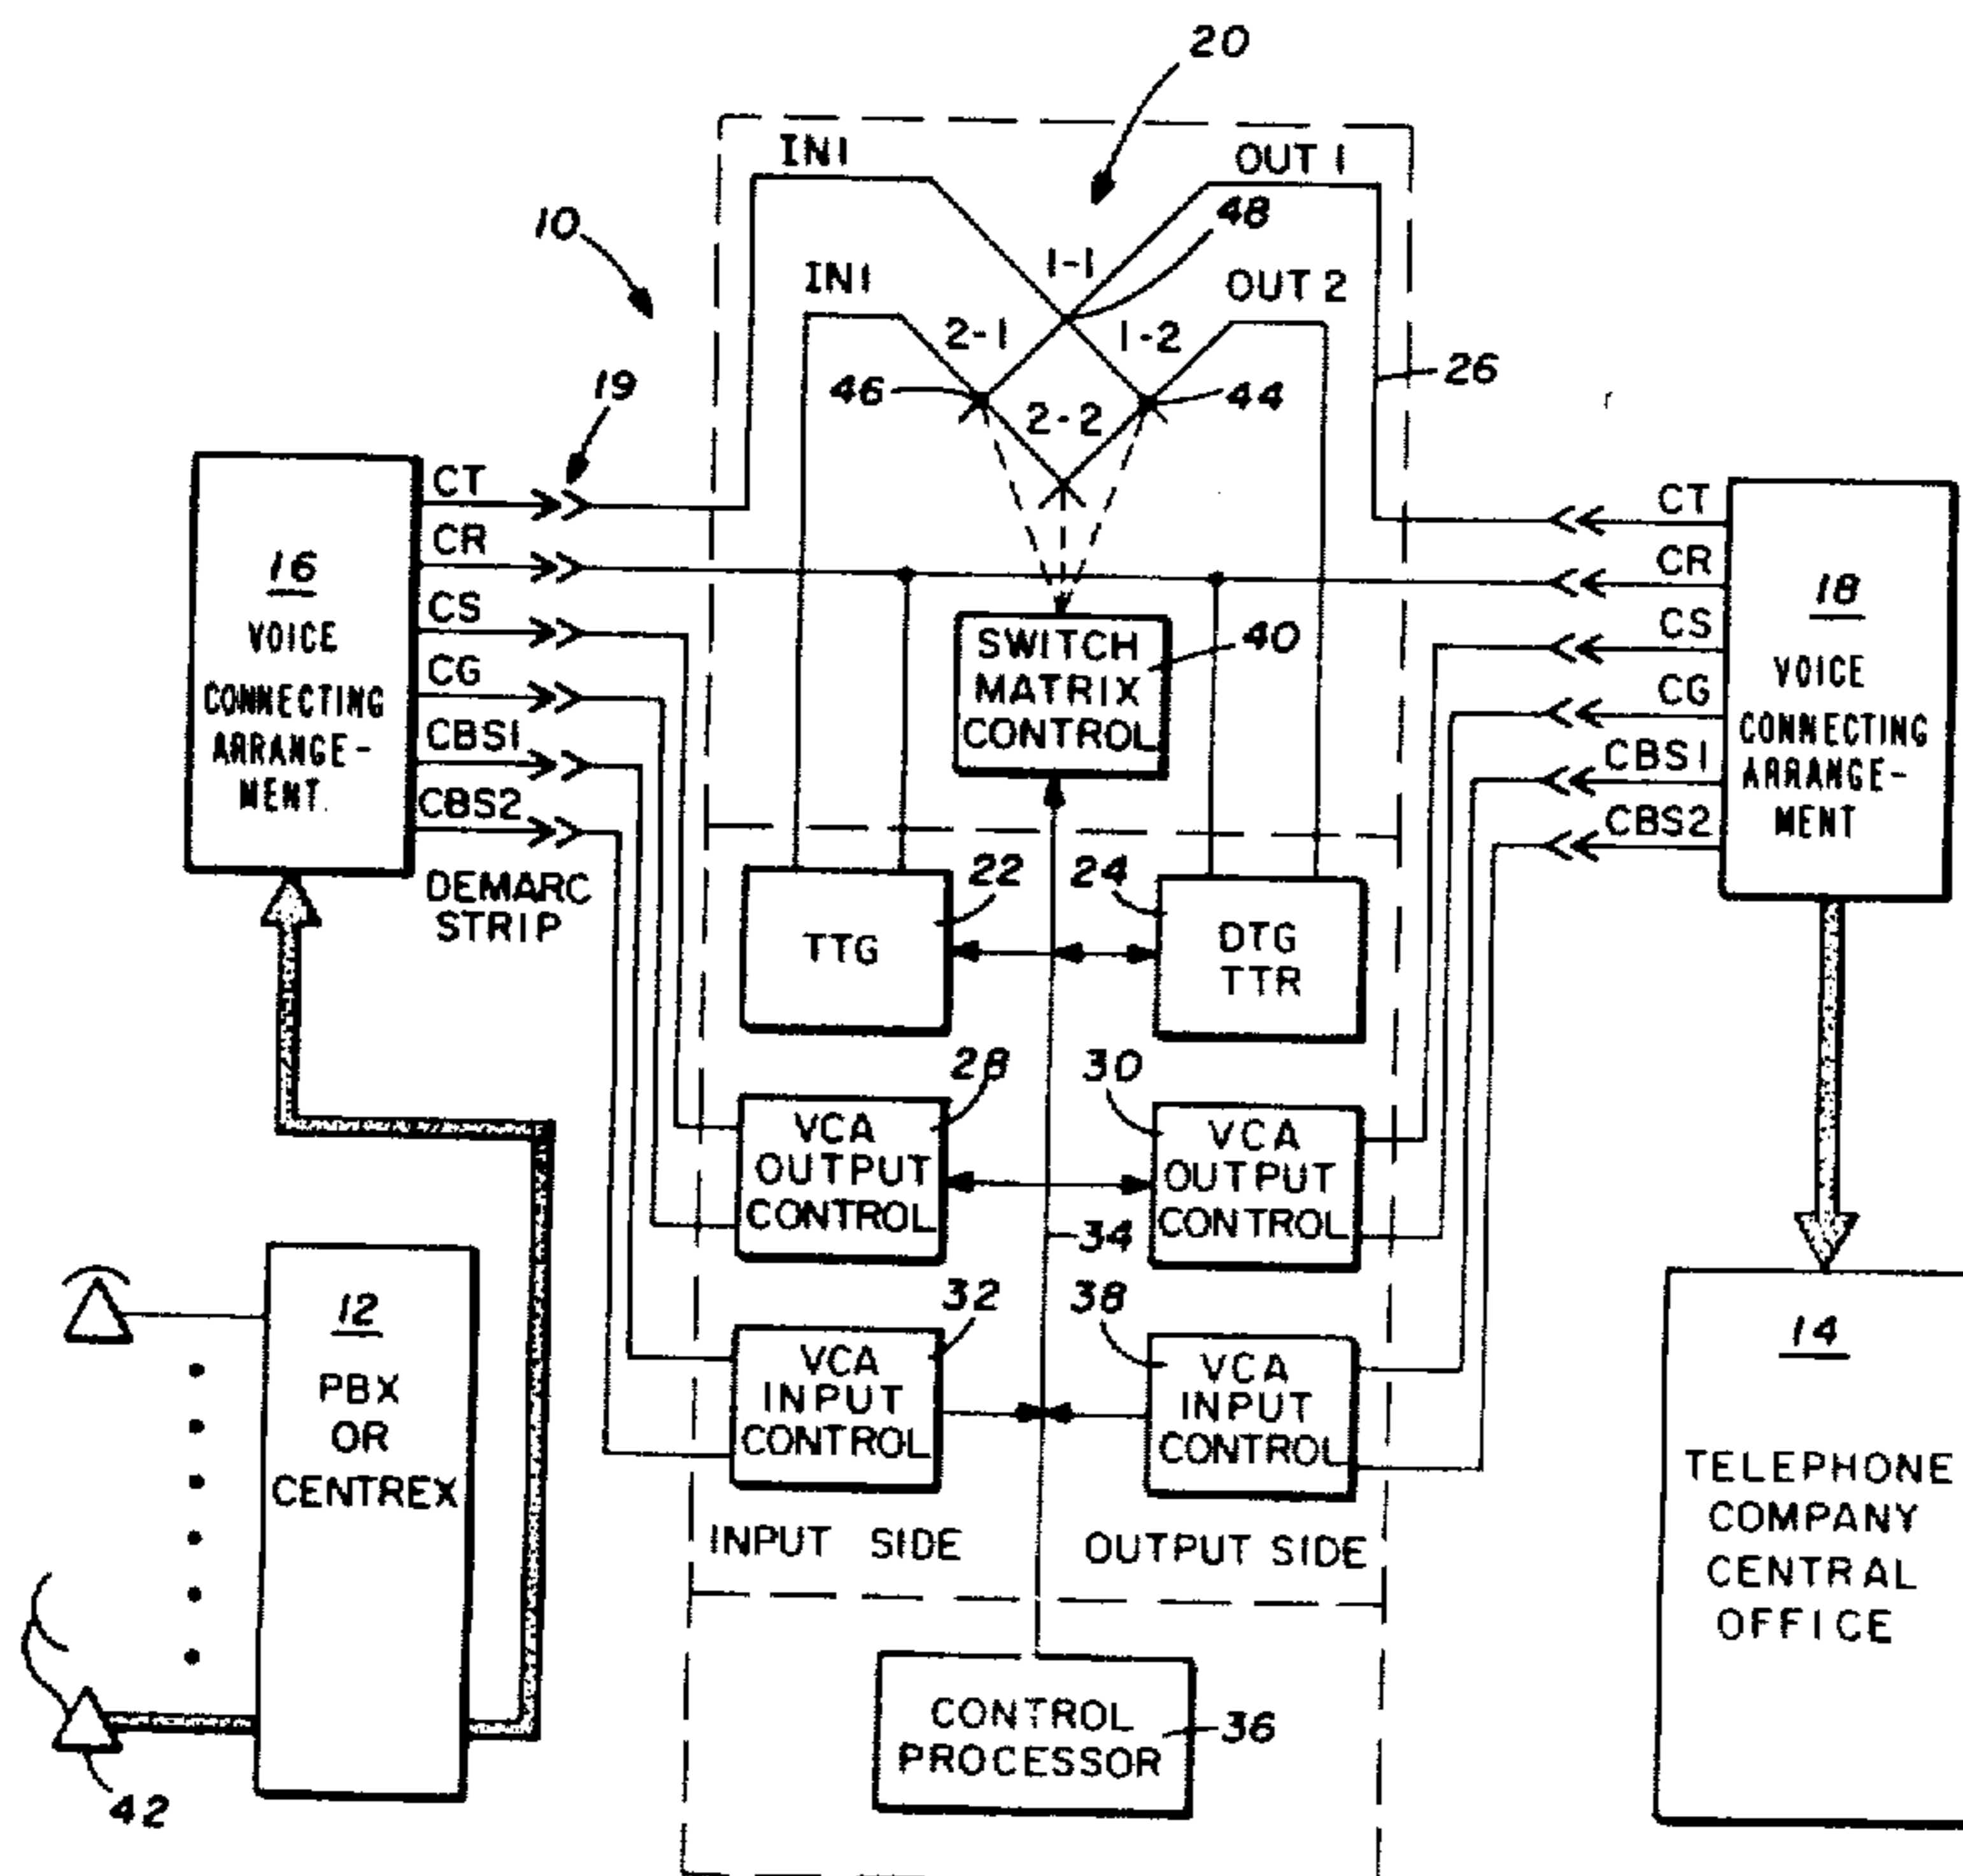 20
IN1
OUT 1
10
48
1-1
IN1
OUT 2
2-1
1-2
26
19
46
2-2
44
CT
CR
CS
CG
CBS1
CBS2
16
VOICE
CONNECTING
ARRANGE-
MENT.
DEMARC
STRIP
SWITCH
MATRIX
CONTROL
40
CT
CR
CS
CG
CBS1
CBS2
18
VOICE
CONNECTING
ARRANGE-
MENT
22
TTG
24
DTG
TTR
28
VCA
OUTPUT
CONTROL
30
VCA
OUTPUT
CONTROL
34
32
VCA
INPUT
CONTROL
38
VCA
INPUT
CONTROL
12
PBX
OR
CENTREX
14
TELEPHONE
COMPANY
CENTRAL
OFFICE
INPUT SIDE
OUTPUT SIDE
CONTROL
PROCESSOR
36
42